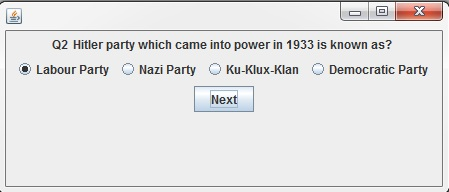 Q2 Hitler party which came into power in 1933 is known as?
Labour Party Nazi Party Ku-Klux-Klan Democratic Party
Next